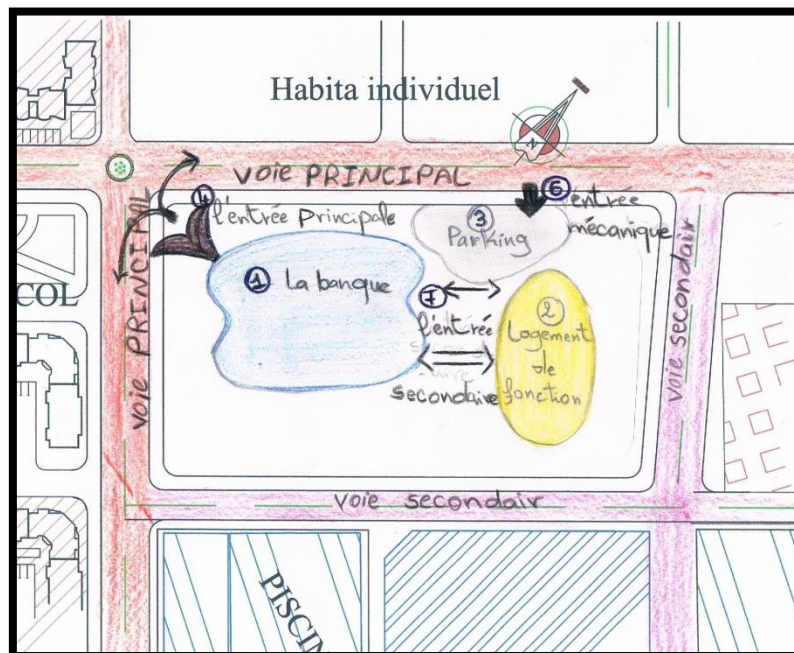 Habita individuel
VOIE PRINCIPAL
④ l'entrée principale
⑥ entrée
mécanique
③
Parking
① La banque
⑦
l'entrée
secondaire
②
Logement
de
fonction
COL
VOIE PRINCIPAL
voie secondair
voie secondair
PISCIN
N